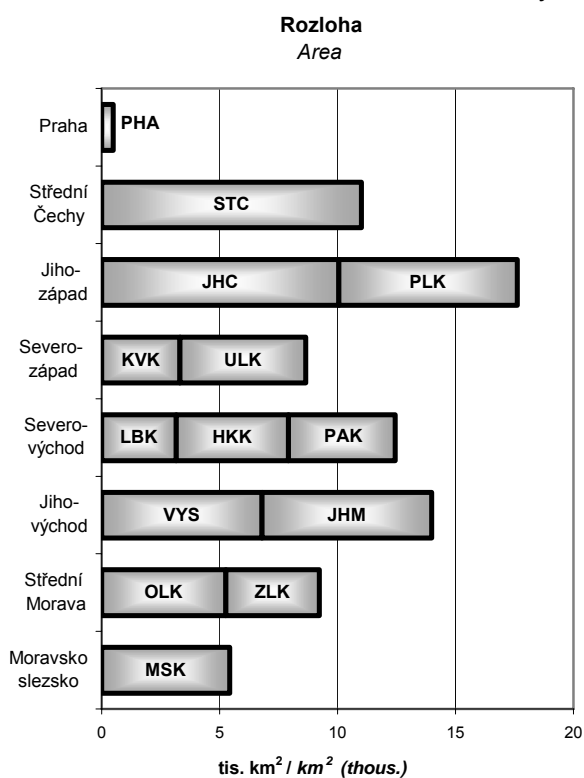 Rozloha
Area
Praha
PHA
Střední
Čechy
STC
Jiho-
západ
JHC
PLK
Severo-
západ
KVK
ULK
Severo-
východ
LBK
HKK
PAK
Jiho-
východ
VYS
JHM
Střední
Morava
OLK
ZLK
Moravsko
slezsko
MSK
0
5
10
15
20
tis. km² / km² (thous.)